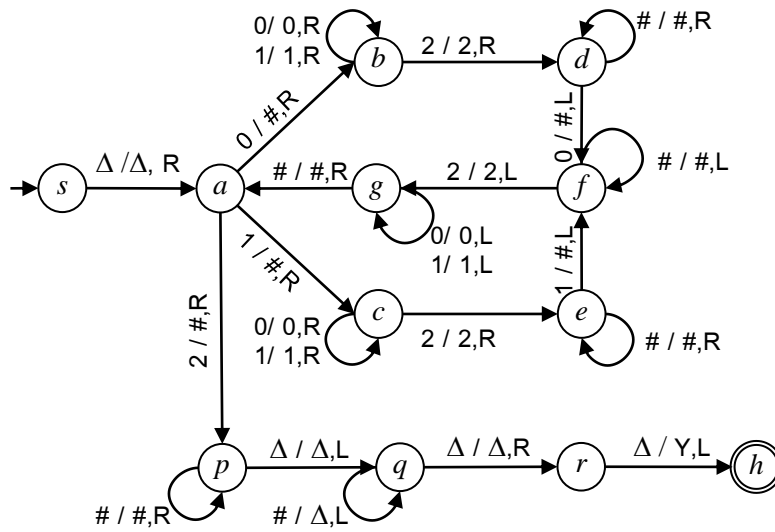 0/ 0,R
1/ 1,R
b
2 / 2,R
d
# / #,R
0 / #,R
0 / #,L
s
Δ /Δ, R
a
# / #,R
g
2 / 2,L
f
# / #,L
0/ 0,L
1/ 1,L
1 / #,R
1 / #,L
2 / #,R
0/ 0,R
1/ 1,R
c
2 / 2,R
e
# / #,R
p
Δ / Δ,L
q
Δ / Δ,R
r
Δ / Y,L
h
# / #,R
# / Δ,L